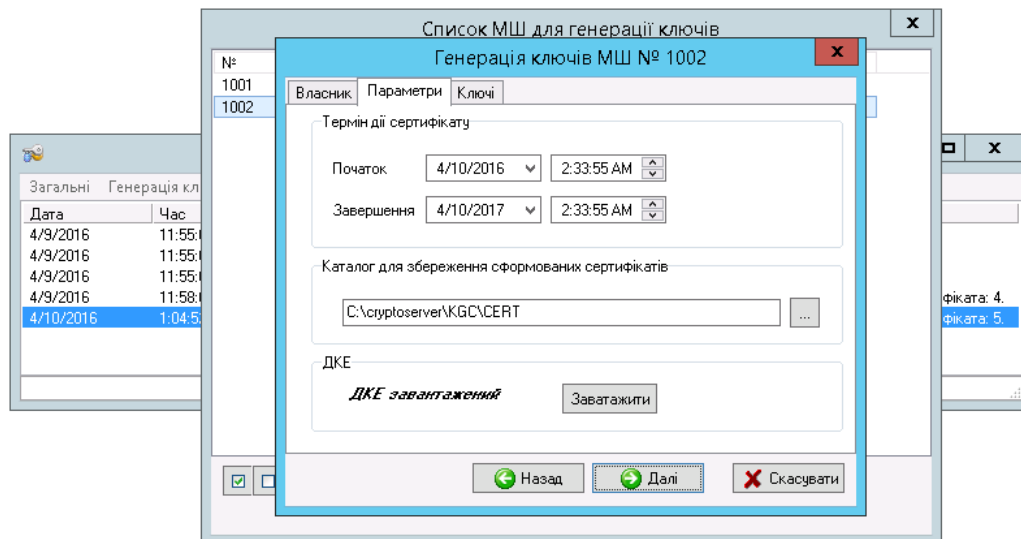 Список МШ для генерації ключів
x
Генерація ключів МШ № 1002
x
№
1001
1002
Власник Параметри Ключі
Термін дії сертифікату
Початок 4/10/2016 2:33:55 AM
Завершення 4/10/2017 2:33:55 AM
Каталог для збереження сформованих сертифікатів
C:\cryptoserver\KGC\CERT ...
ДКЕ
ДКЕ завантажений Заватажити
Назад Далі Скасувати
x
Загальні Генерація кл
Дата Час
4/9/2016 11:55:
4/9/2016 11:55:
4/9/2016 11:55:
4/9/2016 11:58: фіката: 4.
4/10/2016 1:04:5 фіката: 5.